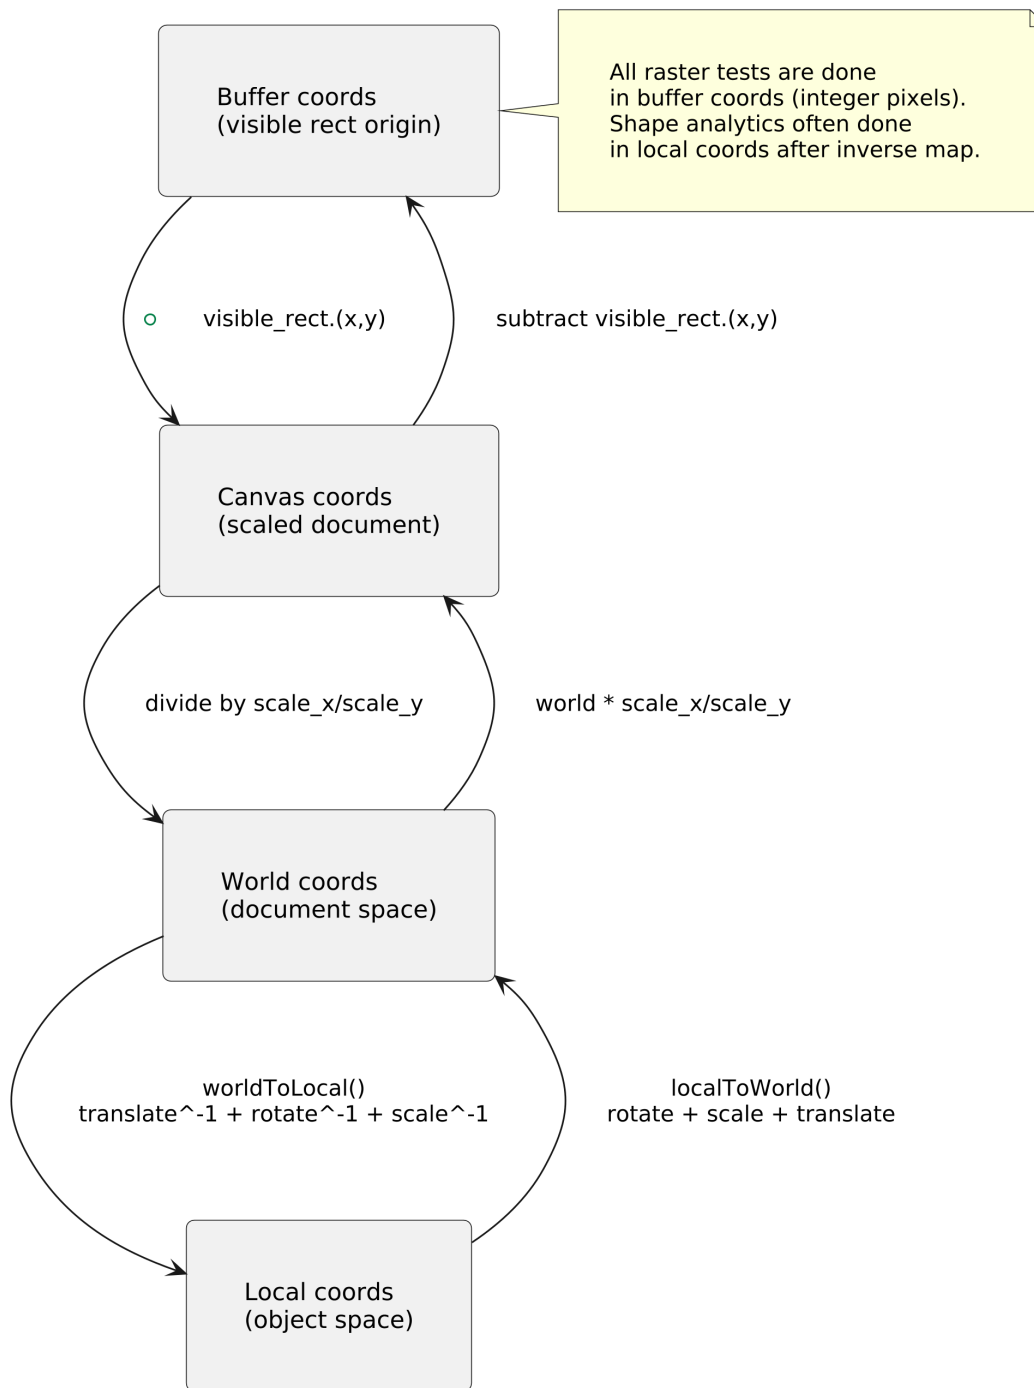 Buffer coords
(visible rect origin)
All raster tests are done
in buffer coords (integer pixels).
Shape analytics often done
in local coords after inverse map.
visible_rect.(x,y)
subtract visible_rect.(x,y)
Canvas coords
(scaled document)
divide by scale_x/scale_y
world * scale_x/scale_y
World coords
(document space)
worldToLocal()
translate^-1 + rotate^-1 + scale^-1
localToWorld()
rotate + scale + translate
Local coords
(object space)